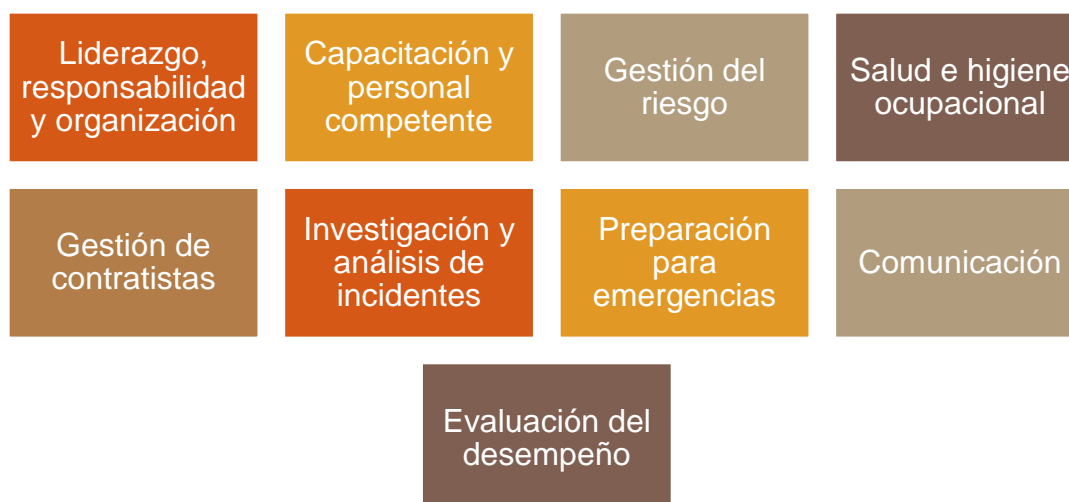 Liderazgo,
responsabilidad
y organización
Capacitación y
personal
competente
Gestión del
riesgo
Salud e higiene
ocupacional
Gestión de
contratistas
Investigación y
análisis de
incidentes
Preparación
para
emergencias
Comunicación
Evaluación del
desempeño